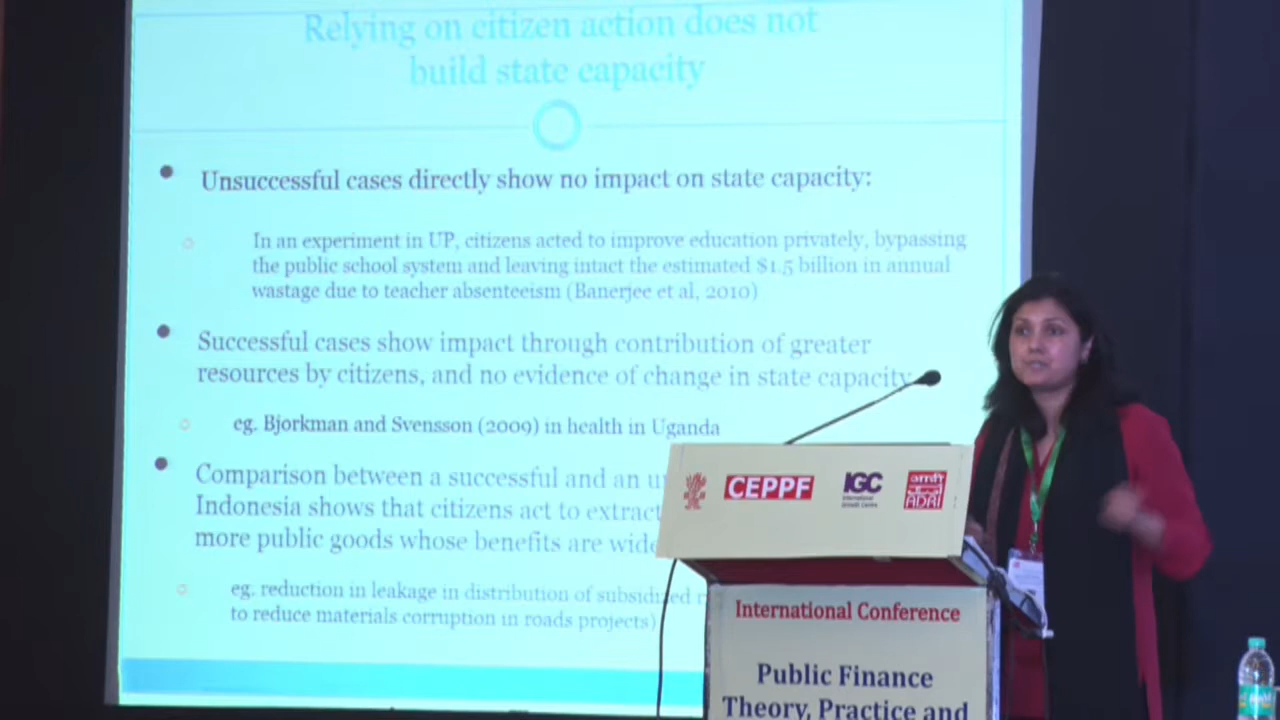 Relying on citizen action does not
build state capacity
Unsuccessful cases directly show no impact on state capacity:
In an experiment in UP, citizens acted to improve education privately, bypassing
the public school system and leaving intact the estimated $1.5 billion in annual
wastage due to teacher absenteeism (Banerjee et al, 2010)
Successful cases show impact through contribution of greater
resources by citizens, and no evidence of change in state capacity
eg. Bjorkman and Svensson (2009) in health in Uganda
Comparison between a successful and an
Indonesia shows that citizens act to extract
more public goods whose benefits are
eg. reduction in leakage in distribution of subsidized
to reduce materials corruption in roads projects)
CEPPF
IGC
International
Growth Centre
आद्री
ADRI
International Conference
Public Finance
Theory, Practice and